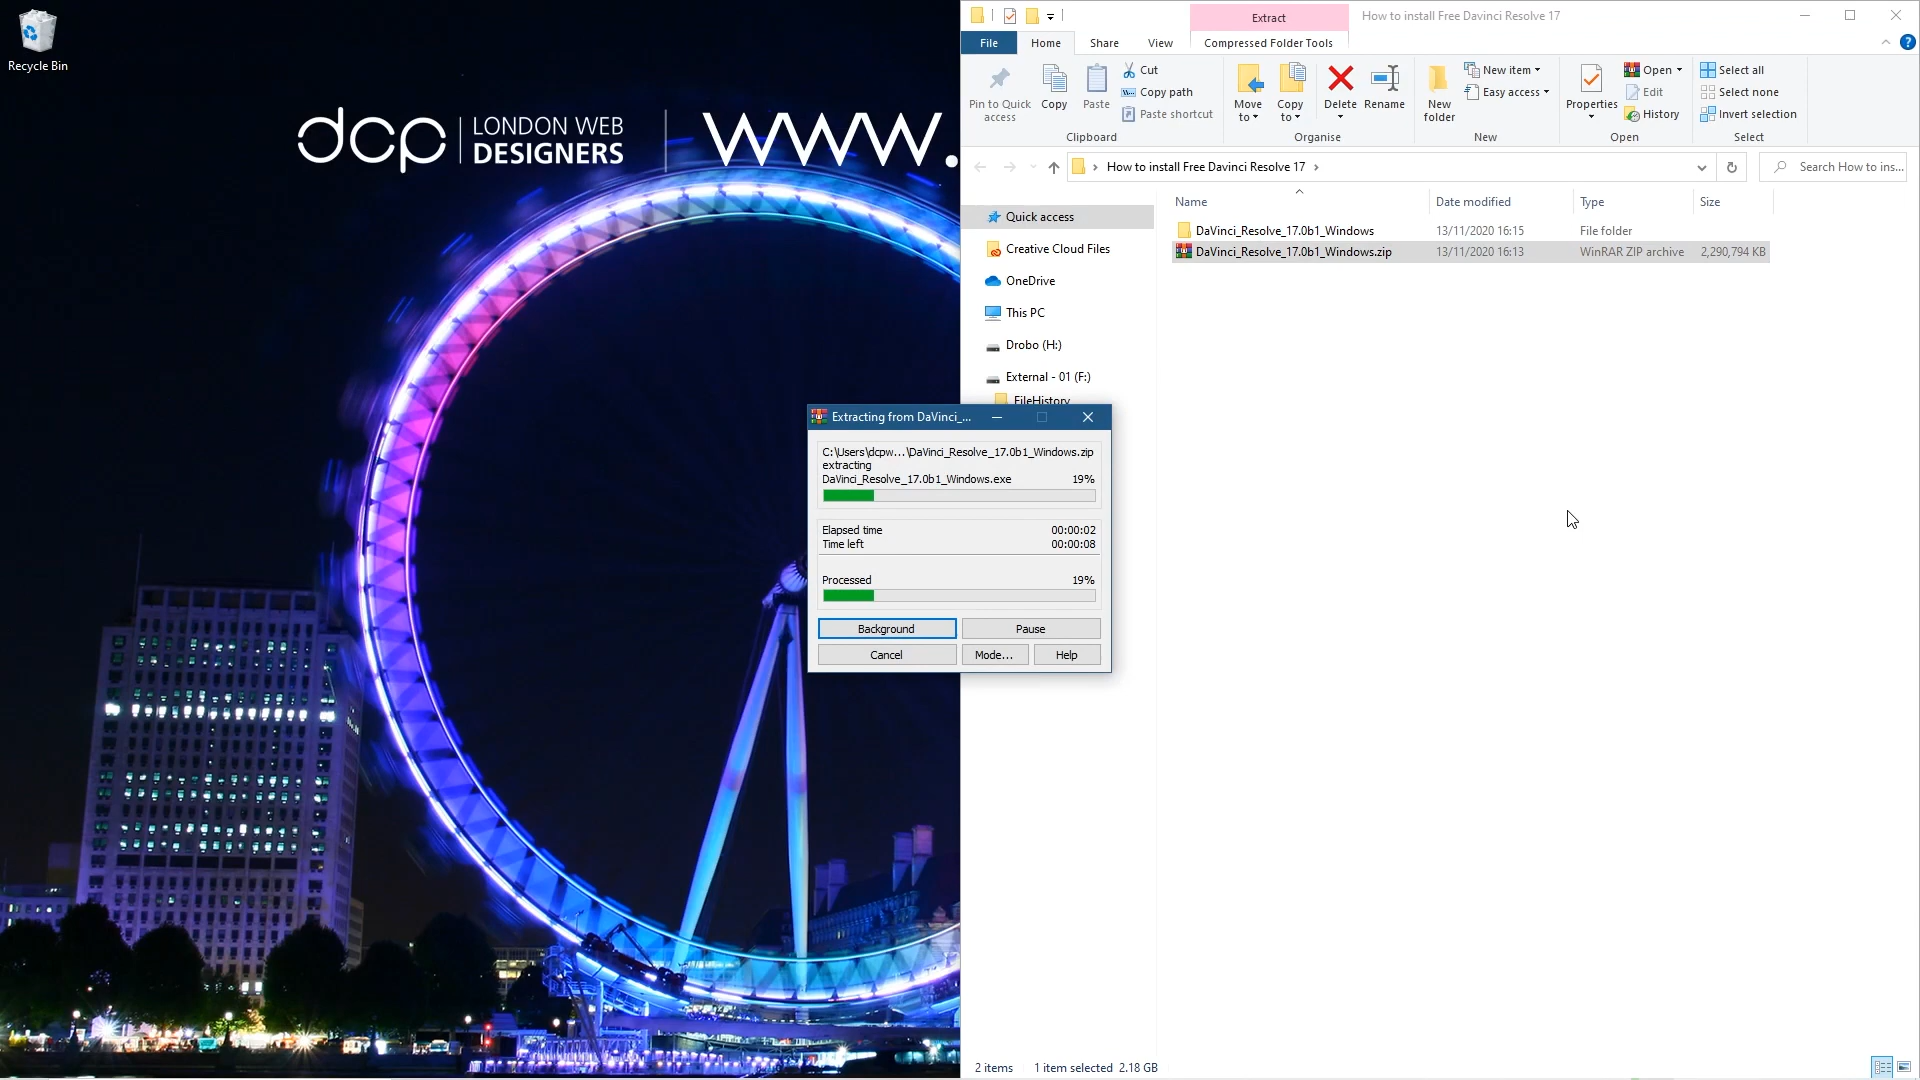 Recycle Bin
dcp
LONDON WEB
DESIGNERS
www.
Extract
How to install Free Davinci Resolve 17
File
Home
Share
View
Compressed Folder Tools
Pin to Quick
access
Copy
Paste
Cut
Copy path
Paste shortcut
Clipboard
Move
to
Copy
to
Delete
Rename
Organise
New
folder
New item
Easy access
New
Properties
Open
Edit
History
Open
Select all
Select none
Invert selection
Select
How to install Free Davinci Resolve 17
Search How to ins...
Name
Date modified
Type
Size
DaVinci_Resolve_17.0b1_Windows
13/11/2020 16:15
File folder
DaVinci_Resolve_17.0b1_Windows.zip
13/11/2020 16:13
WinRAR ZIP archive
2,290,794 KB
Quick access
Creative Cloud Files
OneDrive
This PC
Drobo (H:)
External - 01 (F:)
FileHistory
Extracting from DaVinci_...
C:\Users\dcpw...\DaVinci_Resolve_17.0b1_Windows.zip
extracting
DaVinci_Resolve_17.0b1_Windows.exe 19%
Elapsed time 00:00:02
Time left 00:00:08
Processed 19%
Background
Pause
Cancel
Mode...
Help
2 items
1 item selected 2.18 GB